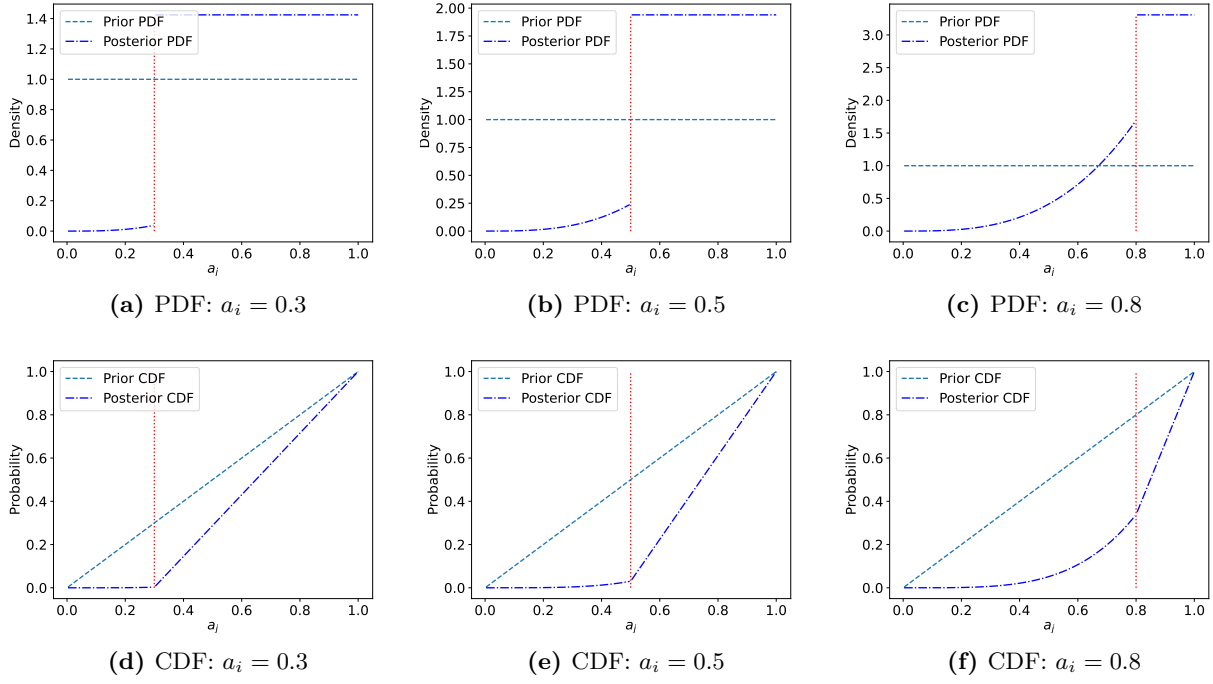 Prior PDF
Posterior PDF
Density
1.4
1.2
1.0
0.8
0.6
0.4
0.2
0.0
0.0 0.2 0.4 0.6 0.8 1.0
a_j
(a) PDF: a_i = 0.3
Prior PDF
Posterior PDF
Density
2.00
1.75
1.50
1.25
1.00
0.75
0.50
0.25
0.00
0.0 0.2 0.4 0.6 0.8 1.0
a_j
(b) PDF: a_i = 0.5
Prior PDF
Posterior PDF
Density
3.0
2.5
2.0
1.5
1.0
0.5
0.0
0.0 0.2 0.4 0.6 0.8 1.0
a_j
(c) PDF: a_i = 0.8
Prior CDF
Posterior CDF
Probability
1.0
0.8
0.6
0.4
0.2
0.0
0.0 0.2 0.4 0.6 0.8 1.0
a_j
(d) CDF: a_i = 0.3
Prior CDF
Posterior CDF
Probability
1.0
0.8
0.6
0.4
0.2
0.0
0.0 0.2 0.4 0.6 0.8 1.0
a_j
(e) CDF: a_i = 0.5
Prior CDF
Posterior CDF
Probability
1.0
0.8
0.6
0.4
0.2
0.0
0.0 0.2 0.4 0.6 0.8 1.0
a_j
(f) CDF: a_i = 0.8